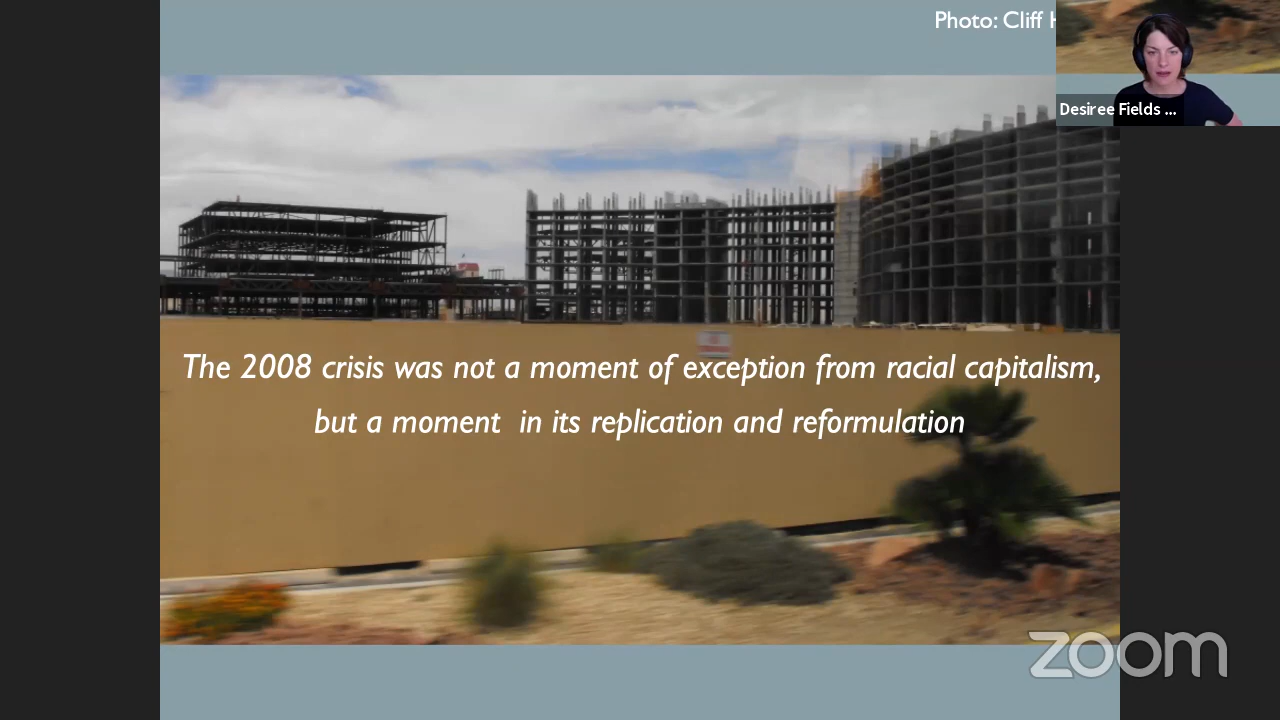 Photo: Cliff
Desiree Fields ...
The 2008 crisis was not a moment of exception from racial capitalism,
but a moment in its replication and reformulation
zoom